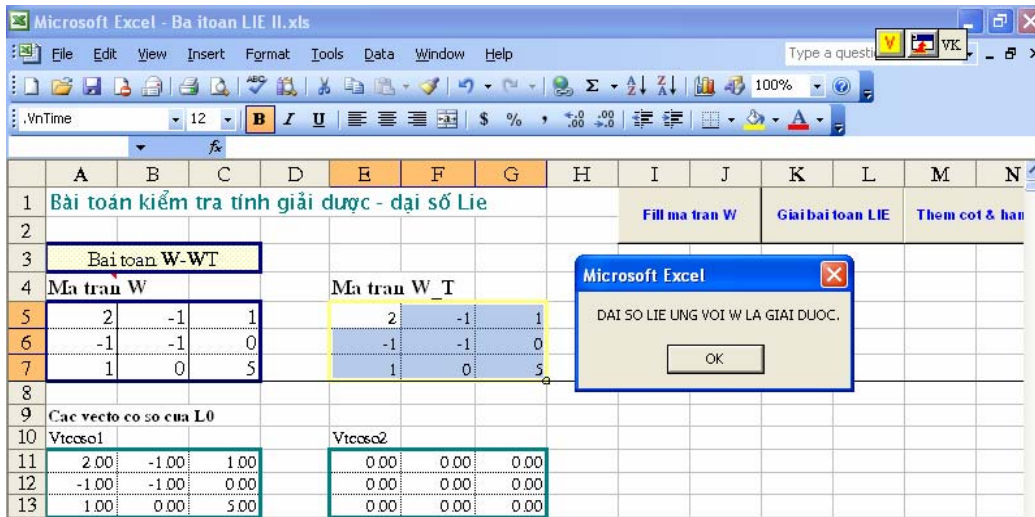 Microsoft Excel - Ba itoan LIE II.xls
File Edit View Insert Format Tools Data Window Help Type a questi V VK
Σ 100%
.VnTime 12 B I U $ % ,
fx
A B C D E F G H I J K L M N
1 Bài toán kiểm tra tính giải dược - dại số Lie Fill ma tran W Giai bai toan LIE Them cot & han
2
3 Bai toan W-WT
4 Ma tran W Ma tran W_T
5 2 -1 1 2 -1 1
6 -1 -1 0 -1 -1 0
7 1 0 5 1 0 5
Microsoft Excel
DAI SO LIE UNG VOI W LA GIAI DUOC.
OK
8
9 Cac vecto co so cua L0
10 Vtcoso1 Vtcoso2
11 2.00 -1.00 1.00 0.00 0.00 0.00
12 -1.00 -1.00 0.00 0.00 0.00 0.00
13 1.00 0.00 5.00 0.00 0.00 0.00